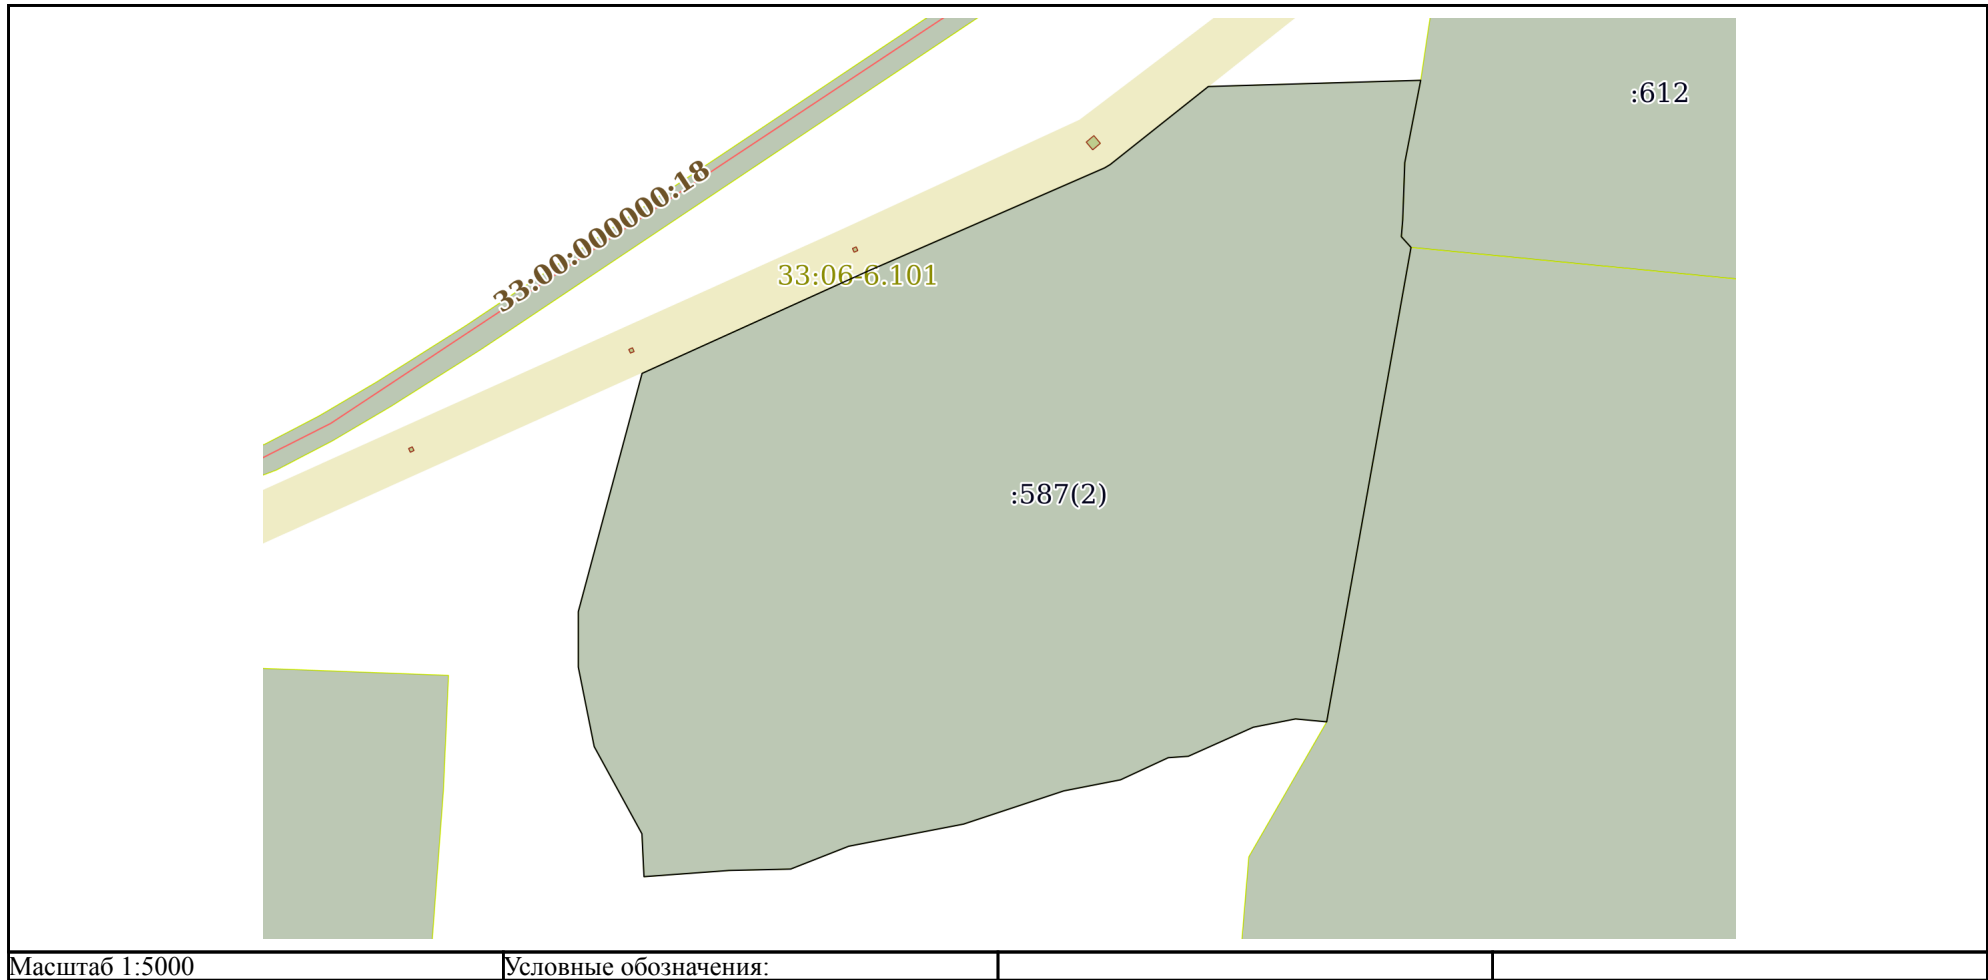 :612
33:00:000000:18
33:06-6.101
:587(2)
Масштаб 1:5000
Условные обозначения: